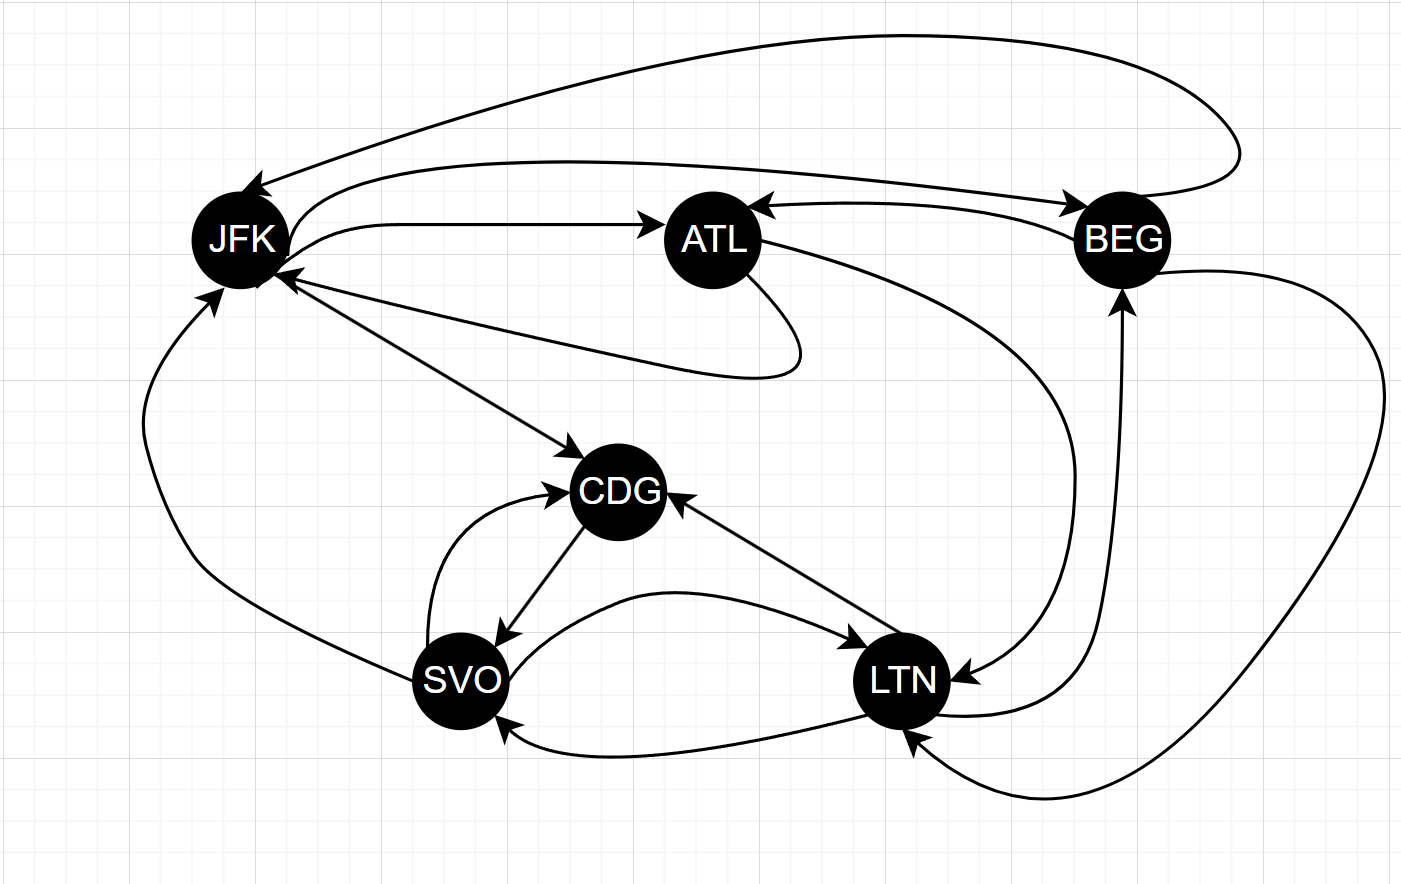 JFK
ATL
BEG
CDG
SVO
LTN